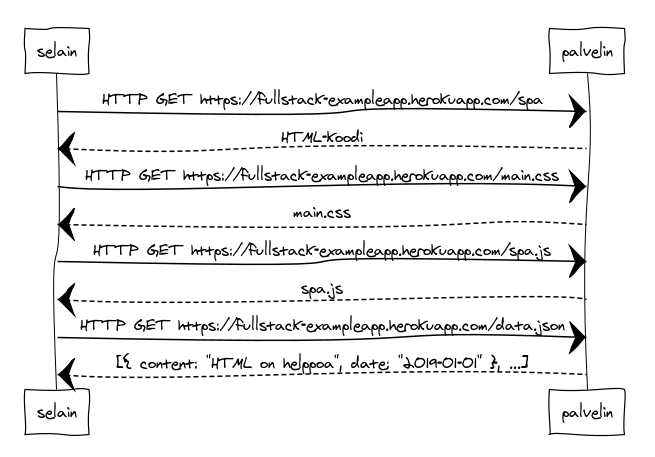 selain palvelin
HTTP GET https://fullstack-exampleapp.herokuapp.com/spa
HTML-koodi
HTTP GET https://fullstack-exampleapp.herokuapp.com/main.css
main.css
HTTP GET https://fullstack-exampleapp.herokuapp.com/spa.js
spa.js
HTTP GET https://fullstack-exampleapp.herokuapp.com/data.json
[{ content: "HTML on helppoa", date: "2019-01-01" }, ...]
selain palvelin